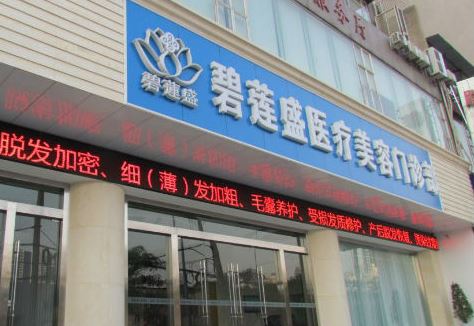 碧莲盛
碧莲盛医疗美容门诊部
脱发加密、细（薄）发加粗、毛囊养护、受损发质修护、产后脱发恢复、